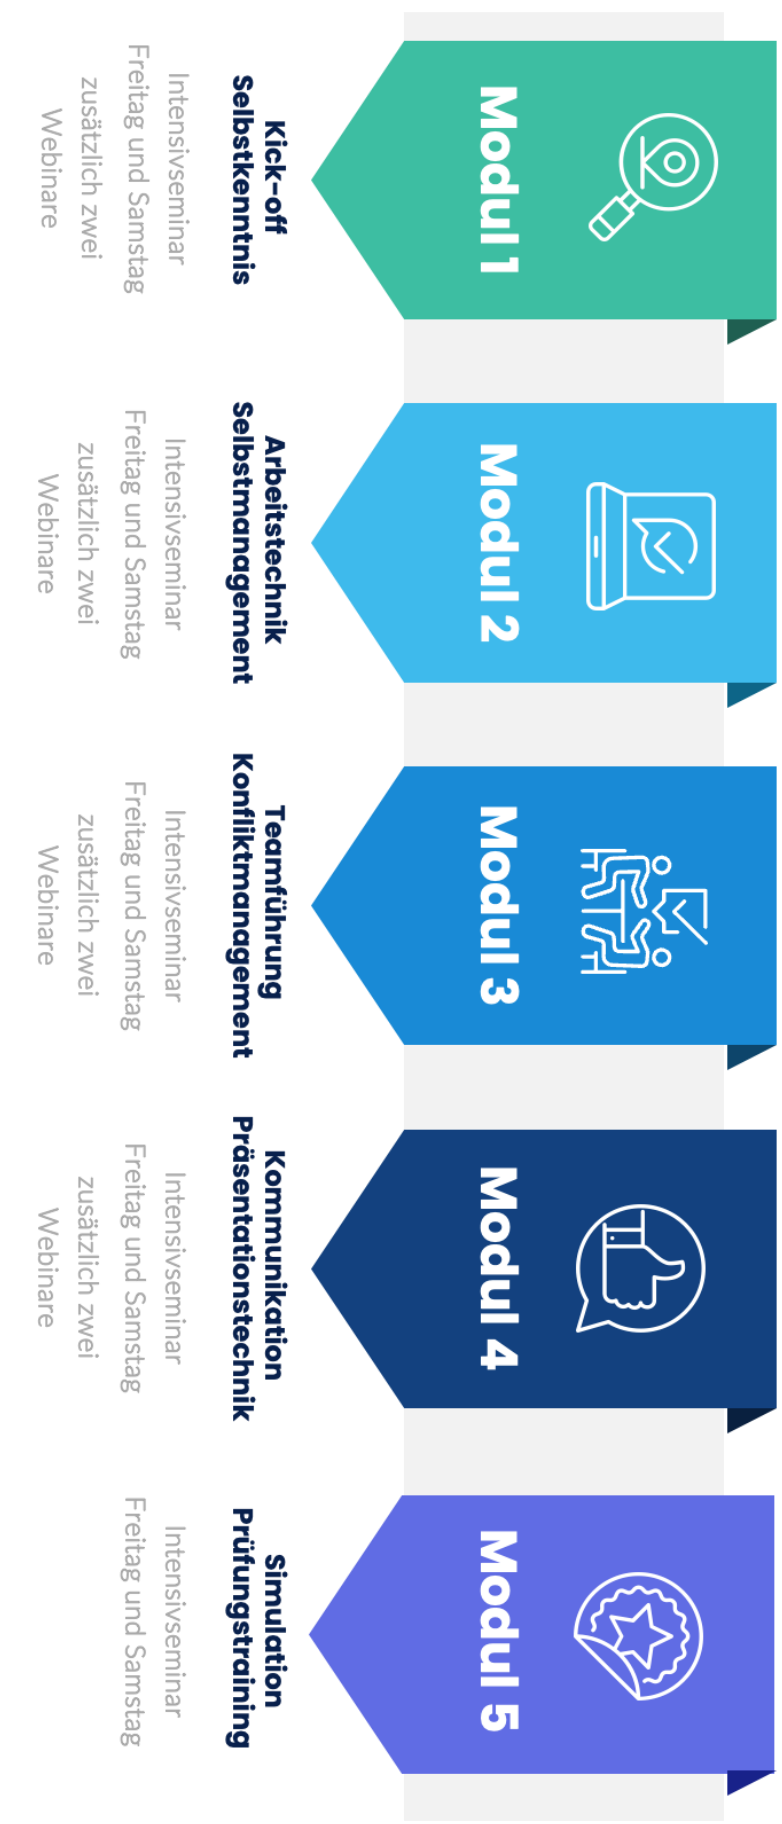 Modul 1
Kick-off
Selbstkenntnis
Intensivseminar
Freitag und Samstag
zusätzlich zwei
Webinare
Modul 2
Arbeitstechnik
Selbstmanagement
Intensivseminar
Freitag und Samstag
zusätzlich zwei
Webinare
Modul 3
Teamführung
Konfliktmanagement
Intensivseminar
Freitag und Samstag
zusätzlich zwei
Webinare
Modul 4
Kommunikation
Präsentationstechnik
Intensivseminar
Freitag und Samstag
zusätzlich zwei
Webinare
Modul 5
Simulation
Prüfungstraining
Intensivseminar
Freitag und Samstag